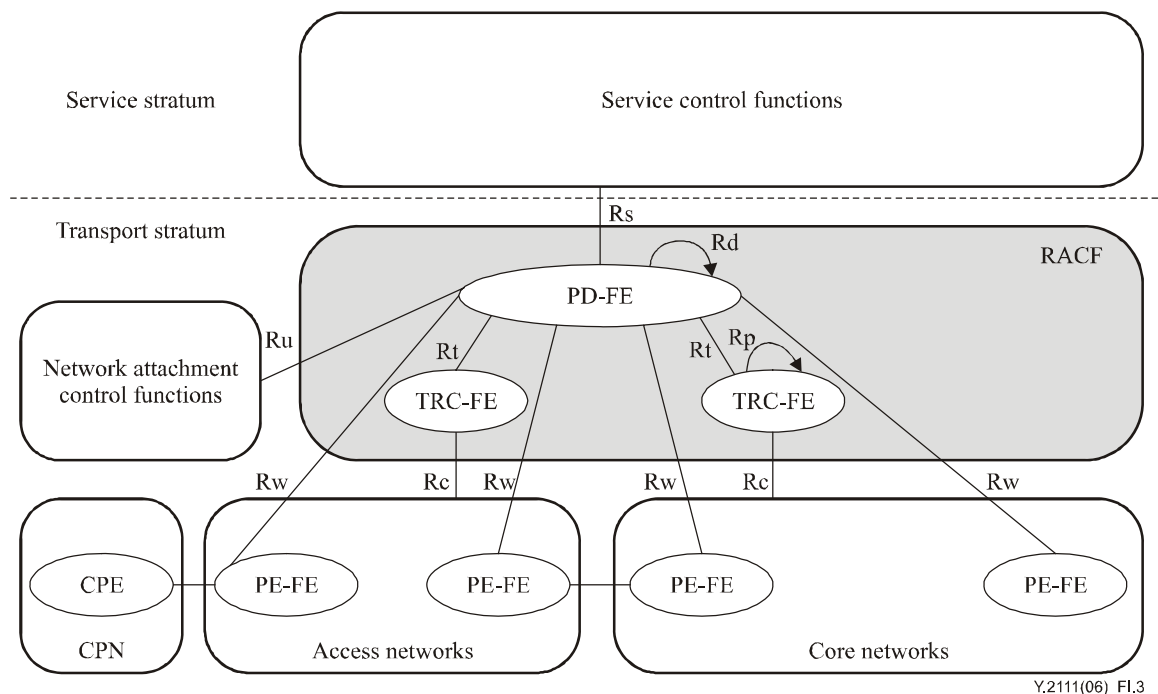 Service stratum
Service control functions
Rs
Transport stratum
Rd
RACF
PD-FE
Network attachment
control functions
Ru
Rt
Rt
Rp
TRC-FE
TRC-FE
Rw
Rc
Rw
Rw
Rc
Rw
CPE
PE-FE
PE-FE
PE-FE
PE-FE
CPN
Access networks
Core networks
Y.2111(06)_FI.3